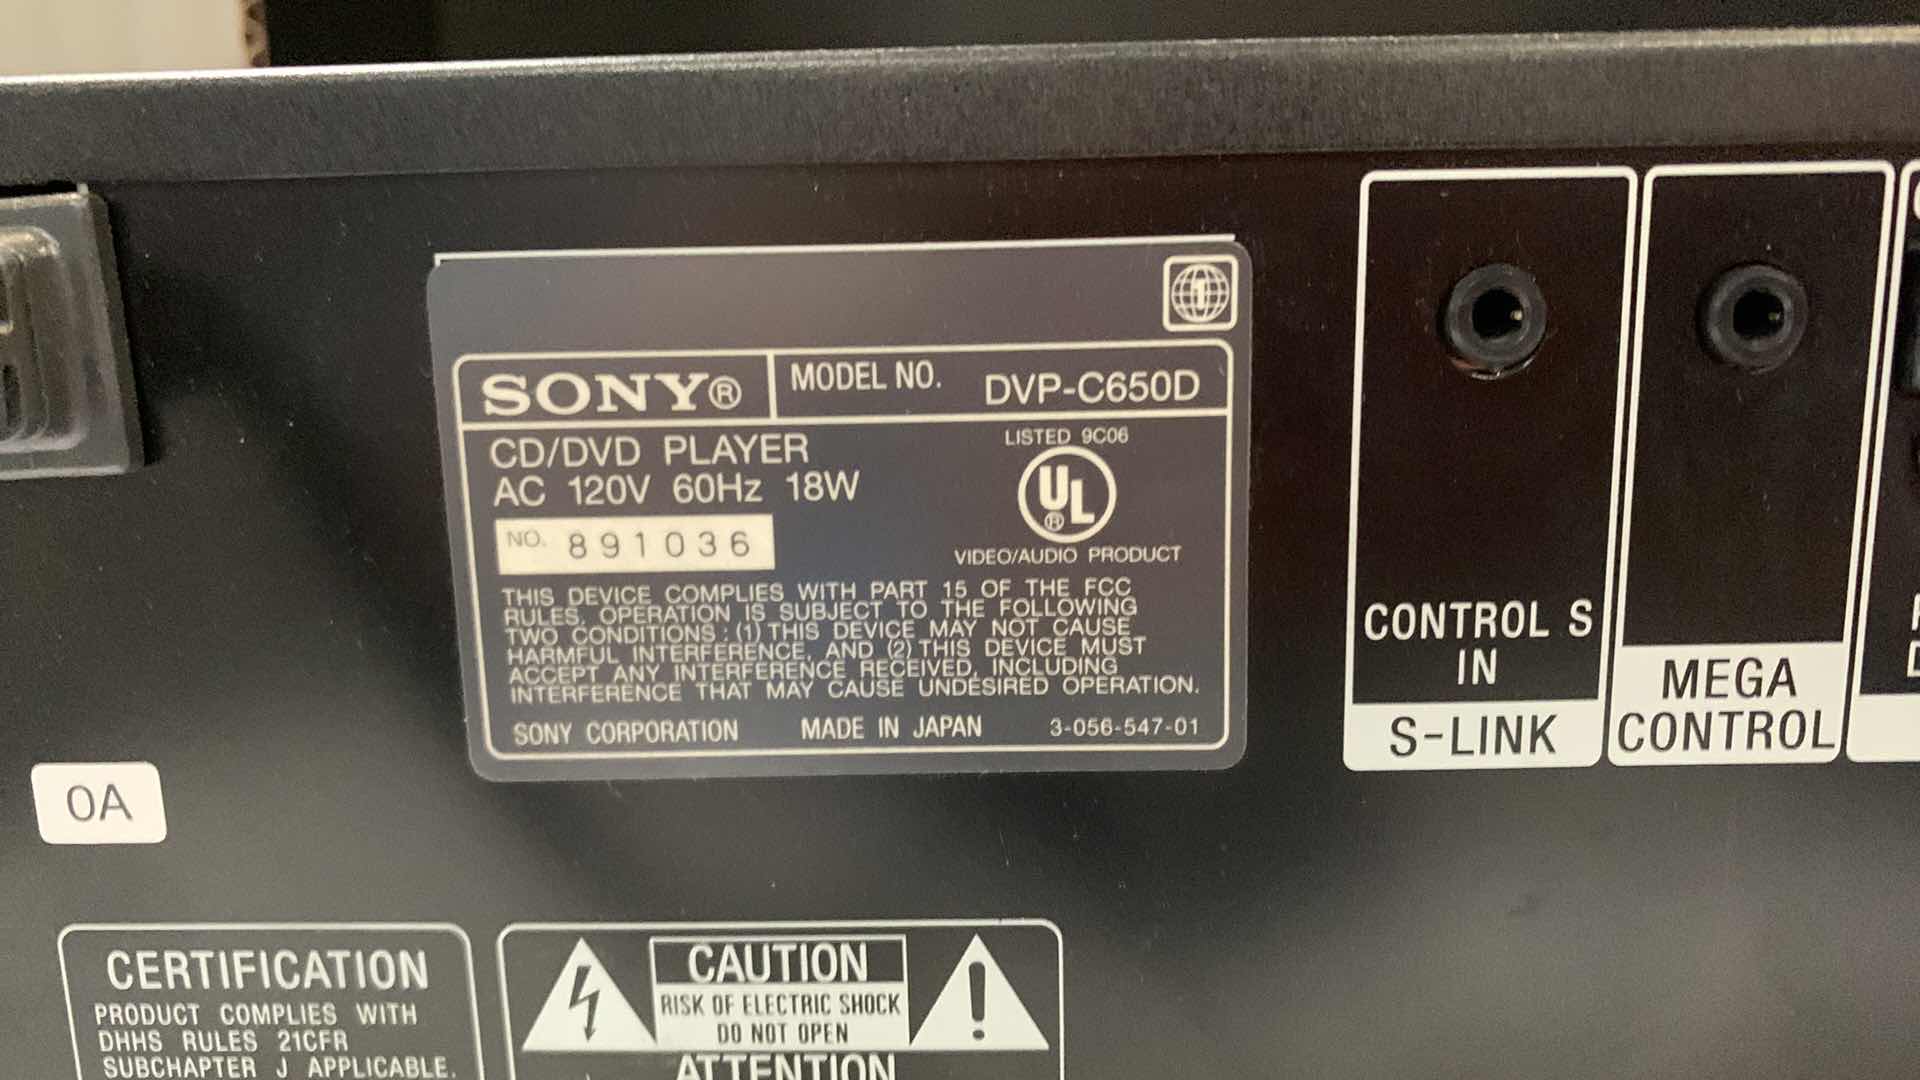 1
SONY®
MODEL NO. DVP-C650D
CD/DVD PLAYER
AC 120V 60Hz 18W
NO. 891036
LISTED 9C06
UL®
VIDEO/AUDIO PRODUCT
THIS DEVICE COMPLIES WITH PART 15 OF THE FCC
RULES. OPERATION IS SUBJECT TO THE FOLLOWING
TWO CONDITIONS : (1) THIS DEVICE MAY NOT CAUSE
HARMFUL INTERFERENCE, AND (2) THIS DEVICE MUST
ACCEPT ANY INTERFERENCE RECEIVED, INCLUDING
INTERFERENCE THAT MAY CAUSE UNDESIRED OPERATION.
SONY CORPORATION MADE IN JAPAN 3-056-547-01
CONTROL S
IN
S-LINK
MEGA
CONTROL
0A
CERTIFICATION
PRODUCT COMPLIES WITH
DHHS RULES 21CFR
SUBCHAPTER J APPLICABLE.
CAUTION
RISK OF ELECTRIC SHOCK
DO NOT OPEN
ATTENTION